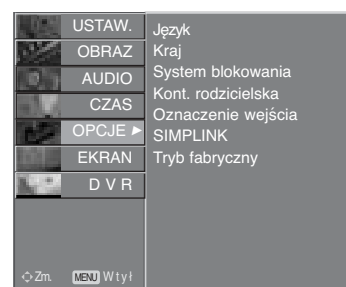 USTAW.
OBRAZ
AUDIO
CZAS
OPCJE
EKRAN
D V R
Język
Kraj
System blokowania
Kont. rodzicielska
Oznaczenie wejścia
SIMPLINK
Tryb fabryczny
Zm. MENU Wtył